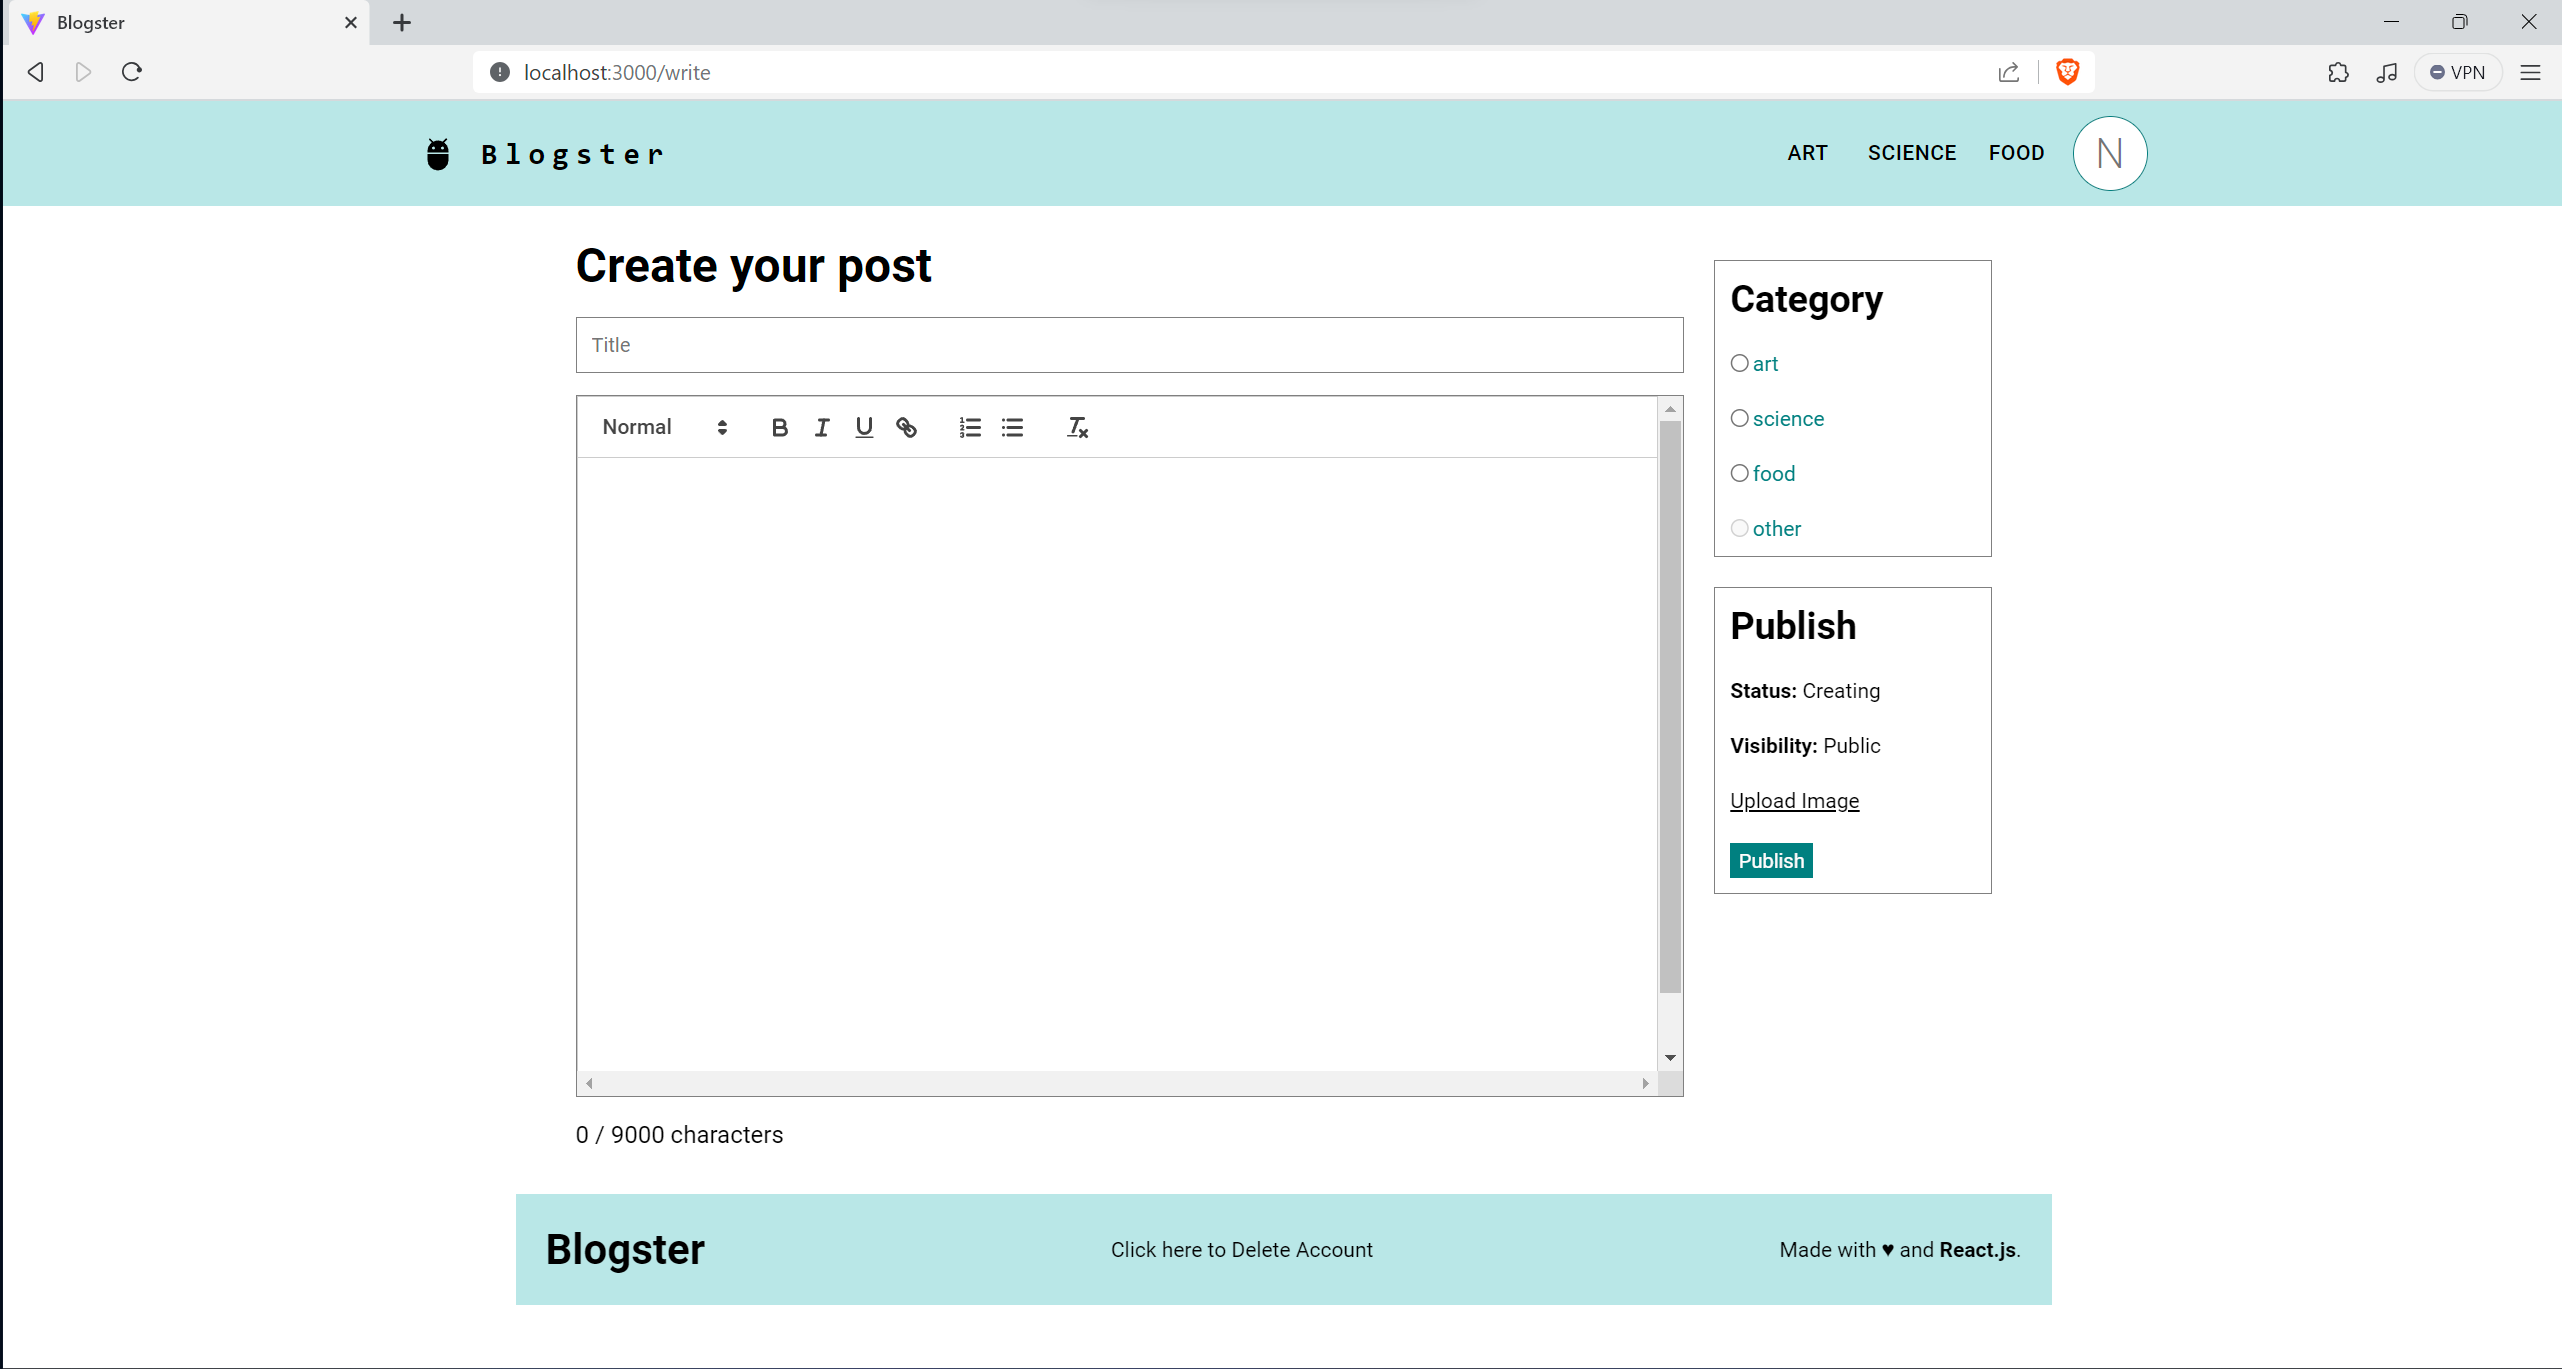 Blogster
localhost:3000/write
VPN
Blogster
ART SCIENCE FOOD N
Create your post
Title
Normal
0 / 9000 characters
Category
art
science
food
other
Publish
Status: Creating
Visibility: Public
Upload Image
Publish
Blogster
Click here to Delete Account
Made with ♥ and React.js.